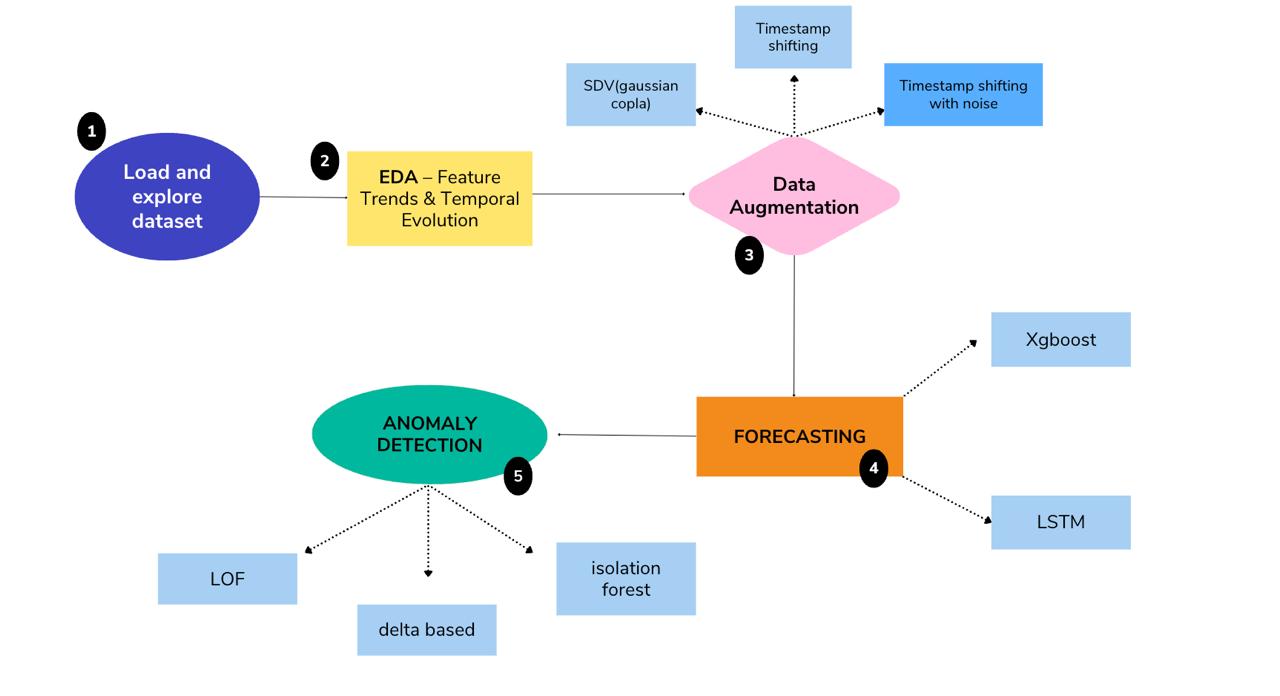 1
Load and
explore
dataset
2
EDA – Feature
Trends & Temporal
Evolution
SDV(gaussian
copla)
Timestamp
shifting
Timestamp shifting
with noise
Data
Augmentation
3
Xgboost
FORECASTING
4
LSTM
ANOMALY
DETECTION
5
LOF
delta based
isolation
forest